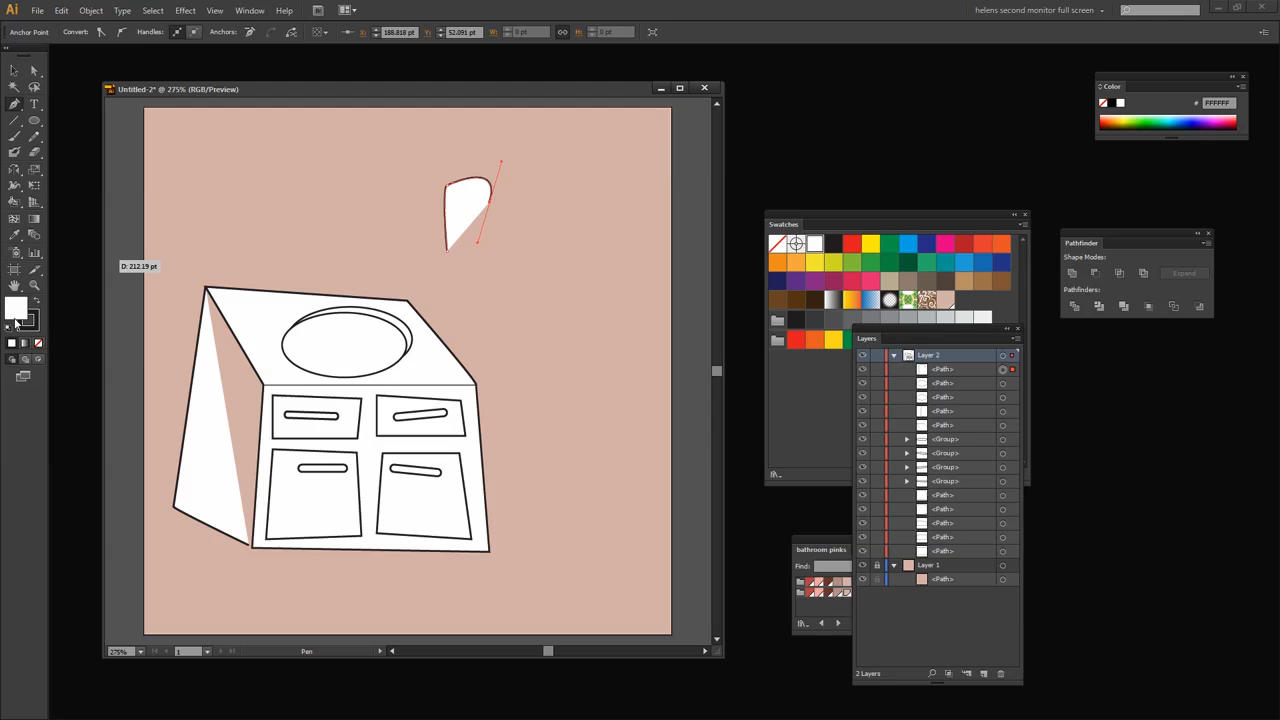 Ai File Edit Object Type Select Effect View Window Help Br helens second monitor full screen
Anchor Point Convert: Handles: Anchors: X: 188.818 pt Y: 52.091 pt W: 0 pt H: 0 pt
Untitled-2* @ 275% (RGB/Preview)
Color
# FFFFFF
Swatches
Pathfinder
Shape Modes:
Expand
Pathfinders:
D: 212.19 pt
Layers
Layer 2
<Path>
<Path>
<Path>
<Path>
<Path>
<Group>
<Group>
<Group>
<Group>
<Path>
<Path>
<Path>
<Path>
<Path>
Layer 1
<Path>
bathroom pinks
Find:
275% 1 Pen
2 Layers